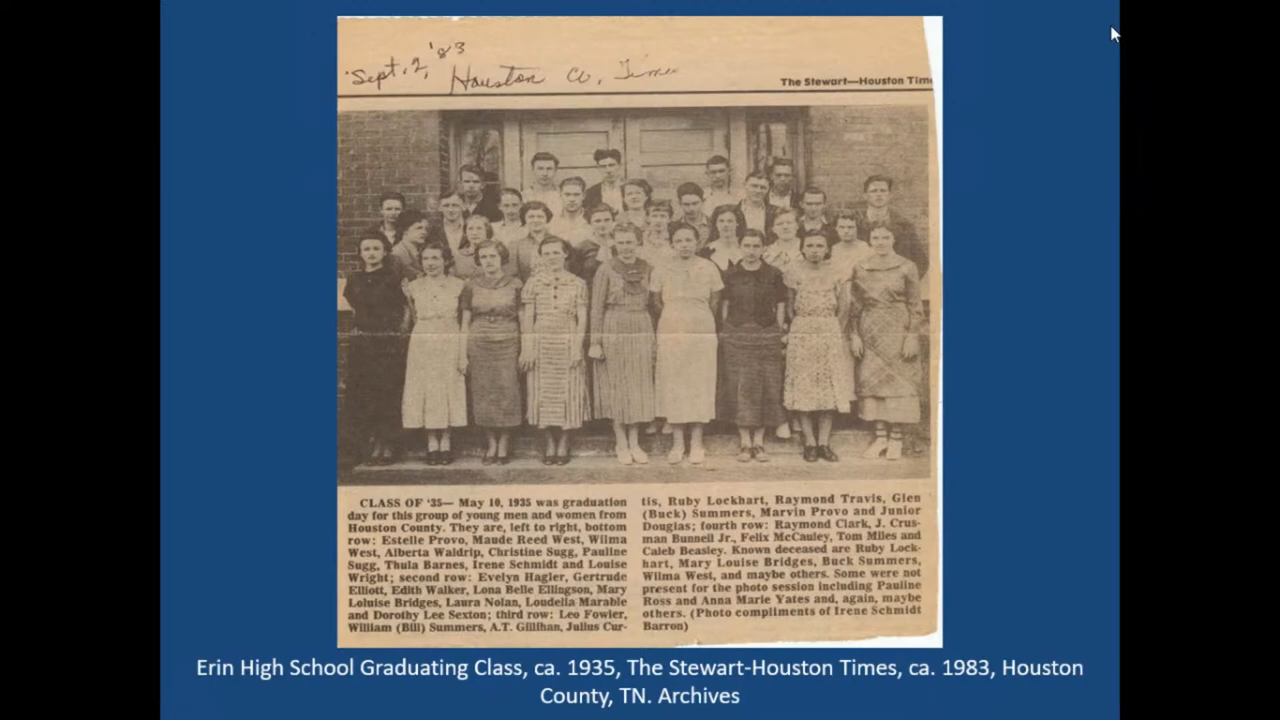 Sept. 2, '83
Houston Co. Times
The Stewart—Houston Tim
CLASS OF '35— May 10, 1935 was graduation
day for this group of young men and women from
Houston County. They are, left to right, bottom
row: Estelle Provo, Maude Reed West, Wilma
West, Alberta Waldrip, Christine Sugg, Pauline
Sugg, Thula Barnes, Irene Schmidt and Louise
Wright; second row: Evelyn Hagler, Gertrude
Elliott, Edith Walker, Lona Belle Ellingson, Mary
Loluise Bridges, Laura Nolan, Loudelia Marable
and Dorothy Lee Sexton; third row: Leo Fowler,
William (Bill) Summers, A.T. Gillihan, Julius Cur-
tis, Ruby Lockhart, Raymond Travis, Glen
(Buck) Summers, Marvin Provo and Junior
Douglas; fourth row: Raymond Clark, J. Crus-
man Bunnell Jr., Felix McCauley, Tom Miles and
Caleb Beasley. Known deceased are Ruby Lock-
hart, Mary Louise Bridges, Buck Summers,
Wilma West, and maybe others. Some were not
present for the photo session including Pauline
Ross and Anna Marie Yates and, again, maybe
others. (Photo compliments of Irene Schmidt
Barron)
Erin High School Graduating Class, ca. 1935, The Stewart-Houston Times, ca. 1983, Houston
County, TN. Archives